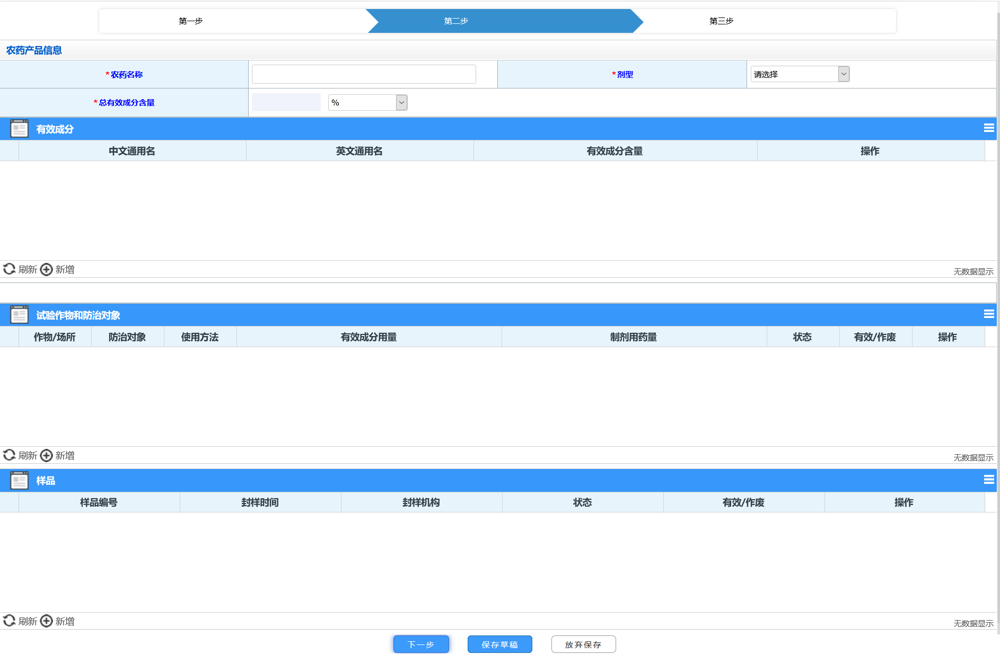 第一步 第二步 第三步
农药产品信息
*农药名称 *剂型 请选择
*总有效成分含量 %
有效成分
中文通用名 英文通用名 有效成分含量 操作
刷新 新增 无数据显示
试验作物和防治对象
作物/场所 防治对象 使用方法 有效成分用量 制剂用药量 状态 有效/作废 操作
刷新 新增 无数据显示
样品
样品编号 封样时间 封样机构 状态 有效/作废 操作
刷新 新增 无数据显示
下一步 保存草稿 放弃保存